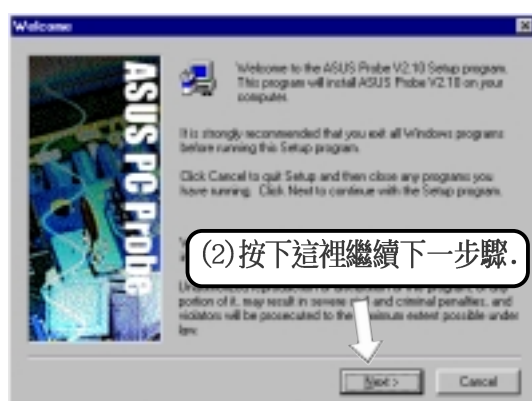 Welcome
ASUS PC Probe
Welcome to the ASUS Probe V2.10 Setup program.
This program will install ASUS Probe V2.10 on your
computer.
It is strongly recommended that you exit all Windows programs
before running this Setup program.
Click Cancel to quit Setup and then close any programs you
have running. Click Next to continue with the Setup program.
(2)按下這裡繼續下一步驟.
portion of it, may result in severe and criminal penalties, and
violators will be prosecuted to the maximum extent possible under
law.
Next >
Cancel